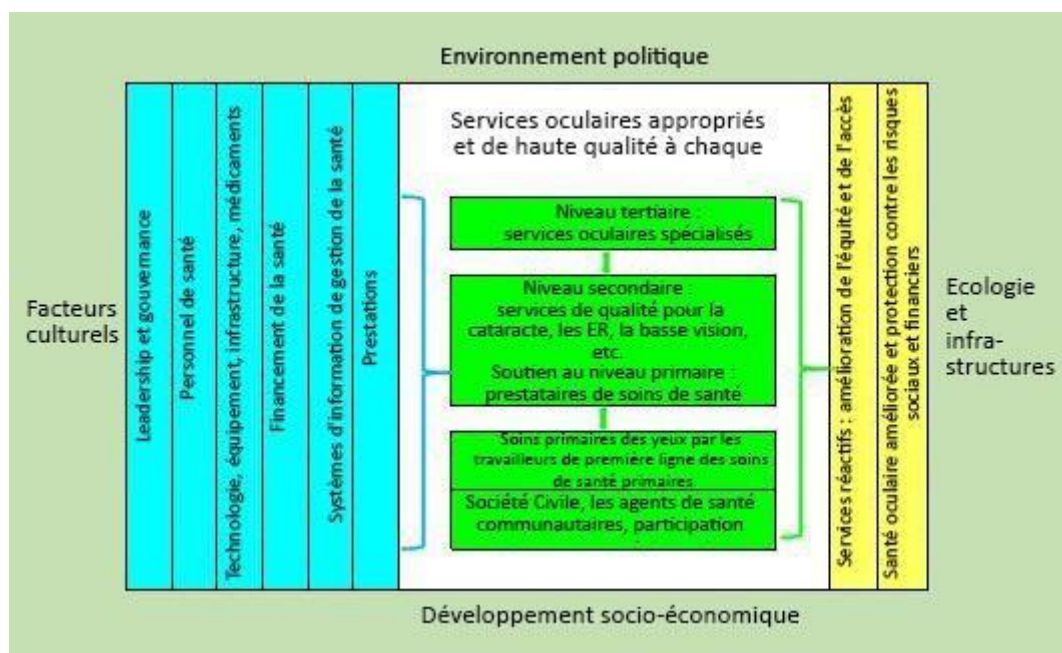 Environnement politique
Facteurs
culturels
Leadership et gouvernance
Personnel de santé
Technologie, équipement, infrastructure, médicaments
Financement de la santé
Systèmes d'information de gestion de la santé
Prestations
Services oculaires appropriés
et de haute qualité à chaque
Niveau tertiaire :
services oculaires spécialisés
Niveau secondaire :
services de qualité pour la
cataracte, les ER, la basse vision,
etc.
Soutien au niveau primaire :
prestataires de soins de santé
Soins primaires des yeux par les
travailleurs de première ligne des soins
de santé primaires
Société Civile, les agents de santé
communautaires, participation
Services réactifs : amélioration de l'équité et de l'accès
Santé oculaire améliorée et protection contre les risques
sociaux et financiers
Ecologie
et
infra-
structures
Développement socio-économique